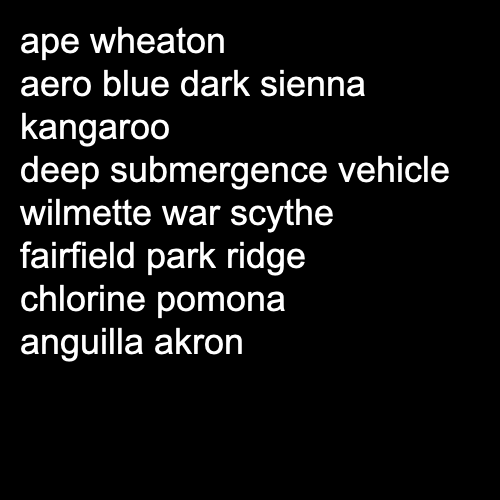 ape wheaton
aero blue dark sienna
kangaroo
deep submergence vehicle
wilmette war scythe
fairfield park ridge
chlorine pomona
anguilla akron